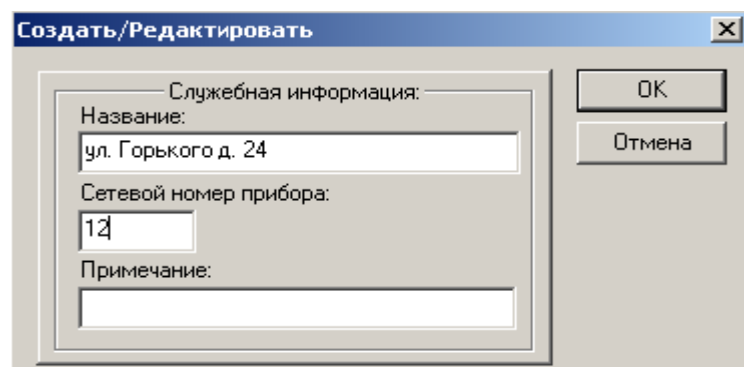 Создать/Редактировать
Служебная информация:
OK
Название:
ул. Горького д. 24
Отмена
Сетевой номер прибора:
12
Примечание: